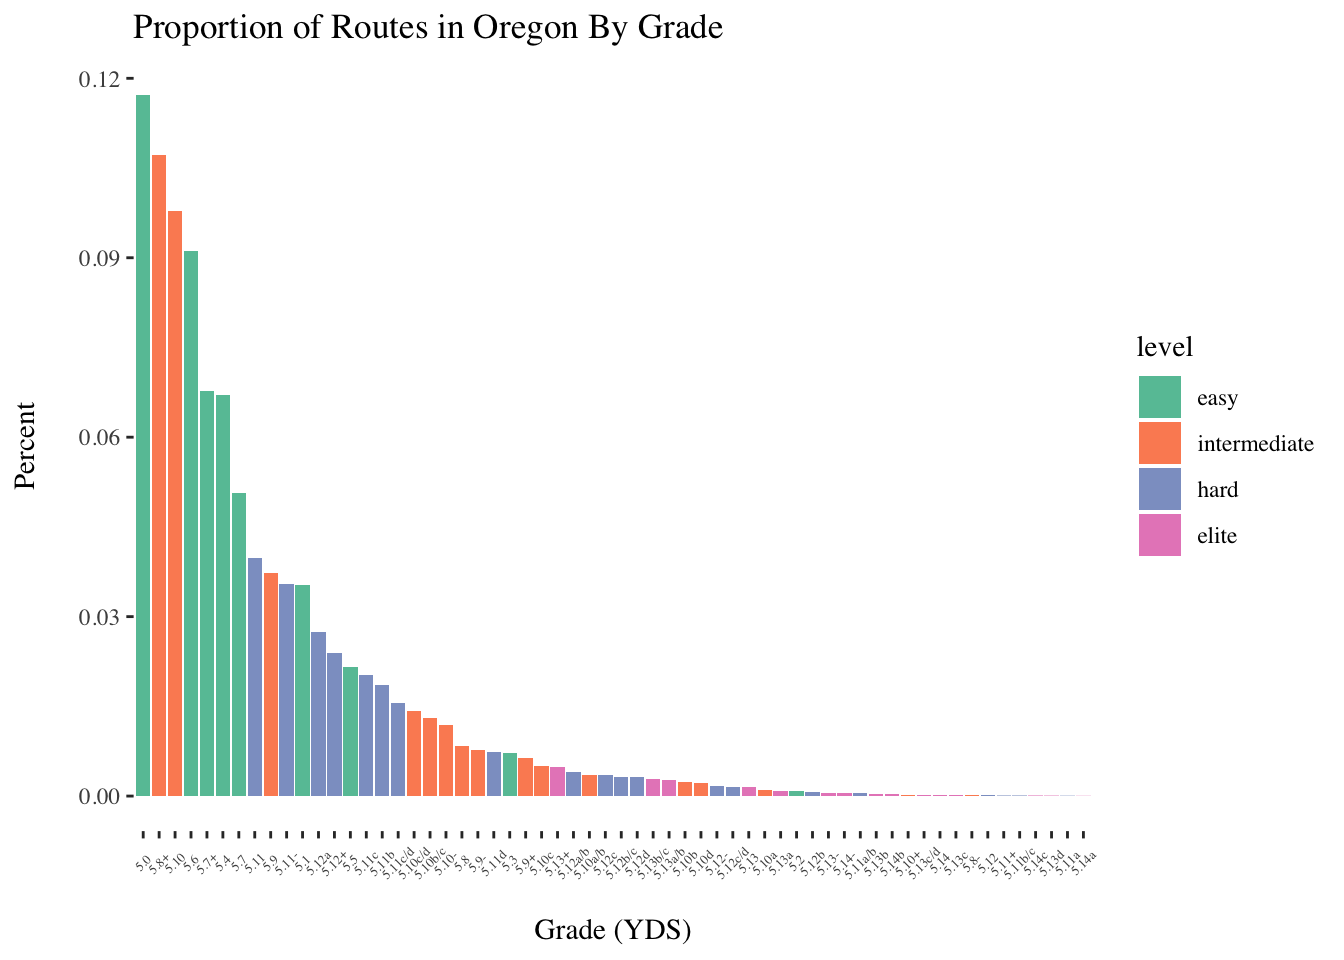 Proportion of Routes in Oregon By Grade
0.12
0.09
0.06
0.03
0.00
Percent
5.0 5.8+ 5.10 5.6 5.7+ 5.4 5.7 5.11 5.9 5.11- 5.1 5.12a 5.12+ 5.5 5.11c 5.11b 5.11c/d 5.10c/d 5.10b/c 5.10- 5.8 5.9- 5.11d 5.3 5.9+ 5.10c 5.13+ 5.12a/b 5.10a/b 5.12c 5.12b/c 5.12d 5.13b/c 5.13a/b 5.10b 5.10d 5.12- 5.12c/d 5.13 5.10a 5.13a 5.2 5.12b 5.13- 5.14- 5.11a/b 5.13b 5.14b 5.10+ 5.13c/d 5.14 5.13c 5.8- 5.12 5.11+ 5.11b/c 5.14c 5.13d 5.11a 5.14a
Grade (YDS)
level
easy
intermediate
hard
elite